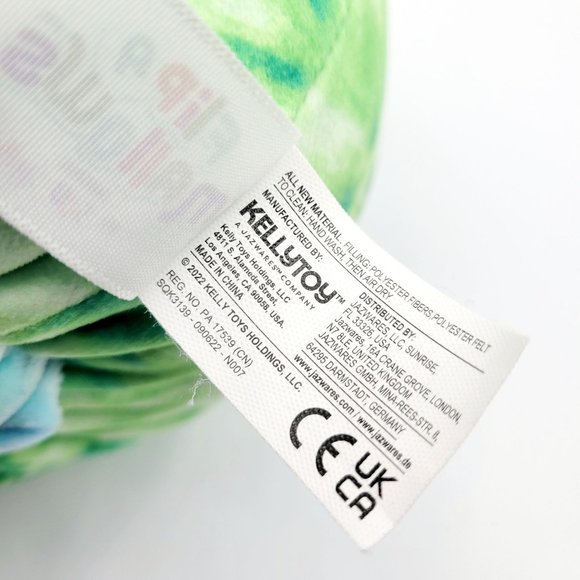 ALL NEW MATERIAL, FILLING:POLYESTER FIBERS,POLYESTER FELT
TO CLEAN: HAND WASH, THEN AIR DRY
MANUFACTURED BY:
KELLYTOY™
A JAZWARES™ COMPANY
Kelly Toys Holdings, LLC
4811 S. Alameda Street,
Los Angeles, CA 90058, USA.
MADE IN CHINA
DISTRIBUTED BY:
JAZWARES, LLC, SUNRISE,
FL 33326, USA
Jazwares, 16A CRANE GROVE, LONDON,
N7 8LE, UNITED KINGDOM
JAZWARES GMBH, MINA-REES-STR. 8,
64295 DARMSTADT, GERMANY.
www.jazwares.com / www.jazwares.de
© 2022 KELLY TOYS HOLDINGS, LLC.
REG. NO. PA 17539 (CN)
SQK3139 - 090622 - N007
CE
UK
CA